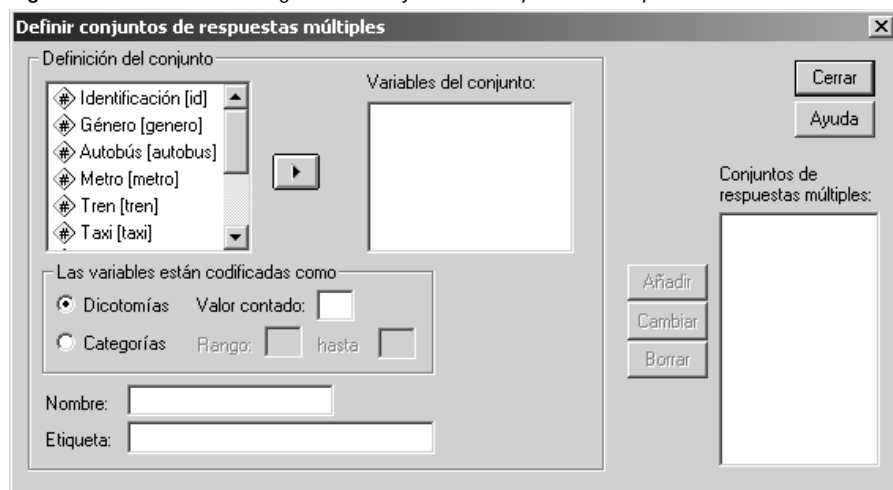 Definir conjuntos de respuestas múltiples
Definición del conjunto
Identificación [id]
Género [genero]
Autobús [autobus]
Metro [metro]
Tren [tren]
Taxi [taxi]
Variables del conjunto:
Las variables están codificadas como
Dicotomías Valor contado:
Categorías Rango: hasta
Nombre:
Etiqueta:
Cerrar
Ayuda
Conjuntos de
respuestas múltiples:
Añadir
Cambiar
Borrar